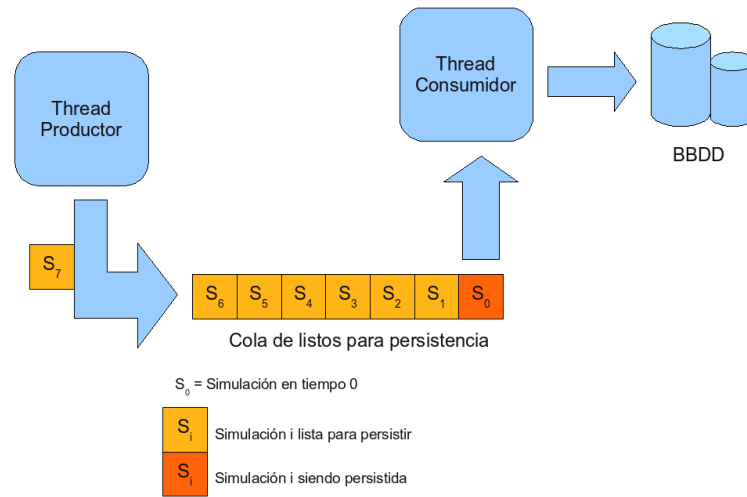 Thread
Productor
Thread
Consumidor
BBDD
S₇
S₆ S₅ S₄ S₃ S₂ S₁ S₀
Cola de listos para persistencia
S₀ = Simulación en tiempo 0
Sᵢ Simulación i lista para persistir
Sᵢ Simulación i siendo persistida